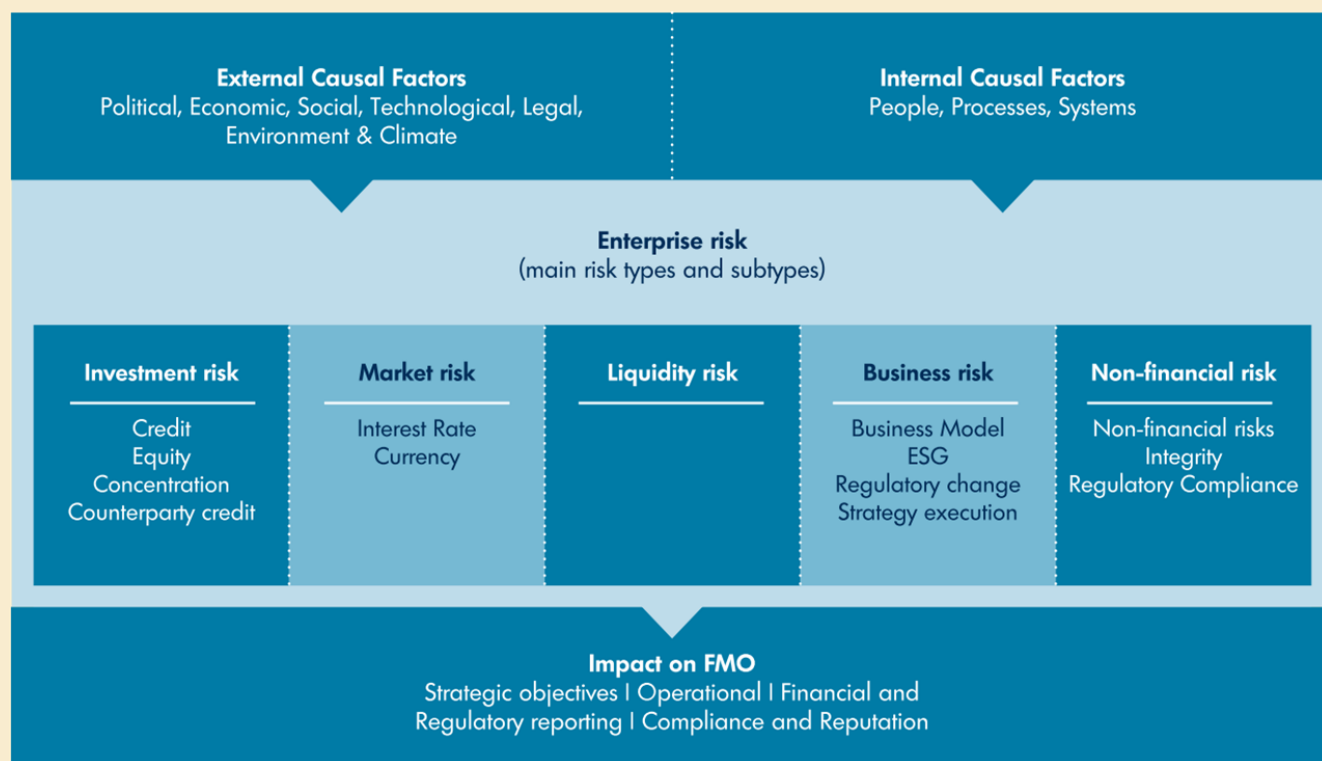 External Causal Factors
Political, Economic, Social, Technological, Legal,
Environment & Climate
Internal Causal Factors
People, Processes, Systems
Enterprise risk
(main risk types and subtypes)
Investment risk
Credit
Equity
Concentration
Counterparty credit
Market risk
Interest Rate
Currency
Liquidity risk
Business risk
Business Model
ESG
Regulatory change
Strategy execution
Non-financial risk
Non-financial risks
Integrity
Regulatory Compliance
Impact on FMO
Strategic objectives I Operational I Financial and
Regulatory reporting I Compliance and Reputation